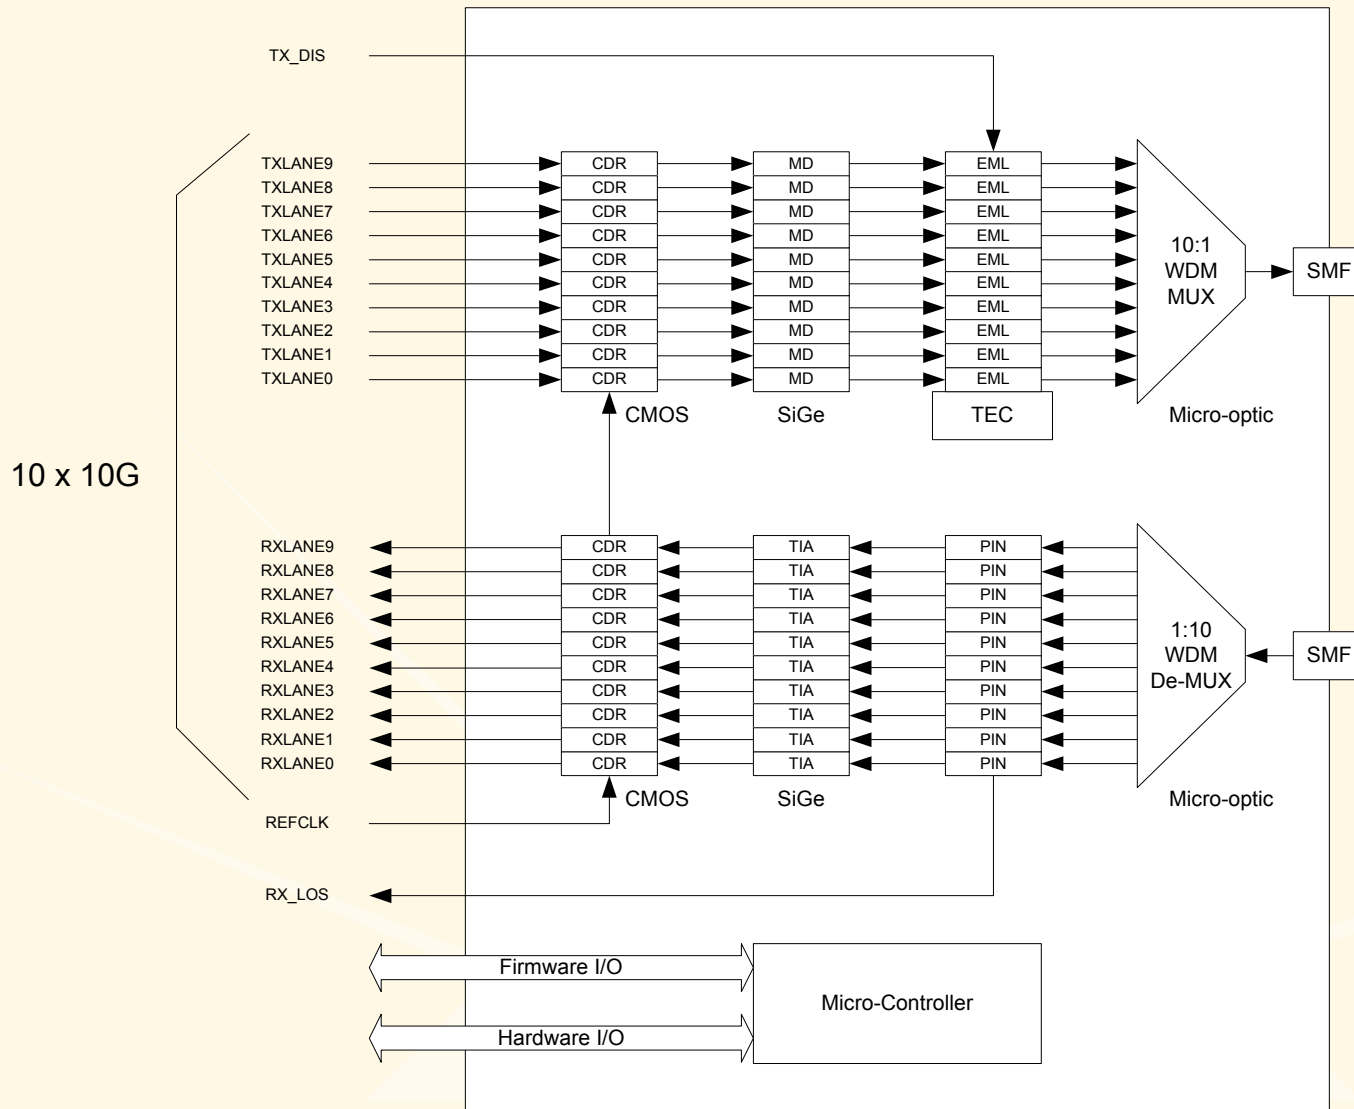 TX_DIS
TXLANE9 CDR MD EML
TXLANE8 CDR MD EML
TXLANE7 CDR MD EML
TXLANE6 CDR MD EML
TXLANE5 CDR MD EML
TXLANE4 CDR MD EML
TXLANE3 CDR MD EML
TXLANE2 CDR MD EML
TXLANE1 CDR MD EML
TXLANE0 CDR MD EML
10:1
WDM
MUX
SMF
CMOS SiGe TEC Micro-optic
10 x 10G
RXLANE9 CDR TIA PIN
RXLANE8 CDR TIA PIN
RXLANE7 CDR TIA PIN
RXLANE6 CDR TIA PIN
RXLANE5 CDR TIA PIN
RXLANE4 CDR TIA PIN
RXLANE3 CDR TIA PIN
RXLANE2 CDR TIA PIN
RXLANE1 CDR TIA PIN
RXLANE0 CDR TIA PIN
1:10
WDM
De-MUX
SMF
CMOS SiGe Micro-optic
REFCLK
RX_LOS
Firmware I/O
Micro-Controller
Hardware I/O